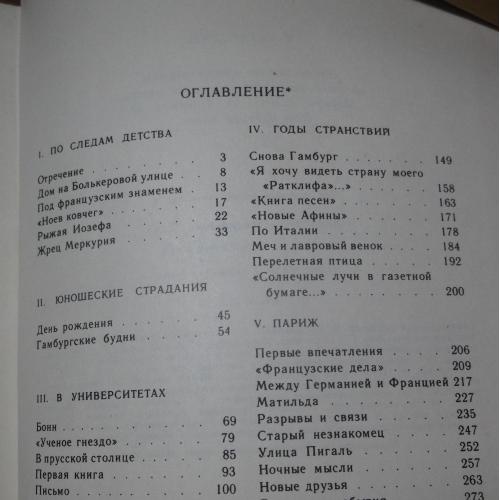 ОГЛАВЛЕНИЕ*
I. ПО СЛЕДАМ ДЕТСТВА
Отречение . . . . . . . 3
Дом на Болькеровой улице . 8
Под французским знаменем . 13
«Ноев ковчег» . . . . . . 17
Рыжая Иозефа . . . . . 22
Жрец Меркурия . . . . . 33
II. ЮНОШЕСКИЕ СТРАДАНИЯ
День рождения . . . . . . 45
Гамбургские будни . . . . 54
III. В УНИВЕРСИТЕТАХ
Бонн . . . . . . . . . 69
«Ученое гнездо» . . . . . 79
В прусской столице . . . . 85
Первая книга . . . . . . 93
Письмо . . . . . . . . 100
IV. ГОДЫ СТРАНСТВИЙ
Снова Гамбург . . . . . . 149
«Я хочу видеть страну моего
«Ратклифа»...» . . . . . 158
«Книга песен» . . . . . . 163
«Новые Афины» . . . . . 171
По Италии . . . . . . . 178
Меч и лавровый венок . . . 184
Перелетная птица . . . . . 192
«Солнечные лучи в газетной
бумаге...» . . . . . . . 200
V. ПАРИЖ
Первые впечатления . . . . 206
«Французские дела» . . . . 209
Между Германией и Францией 217
Матильда . . . . . . . 227
Разрывы и связи . . . . . 235
Старый незнакомец . . . . 247
Улица Пигаль . . . . . . 252
Ночные мысли . . . . . . 257
Новые друзья . . . . . . 263
273